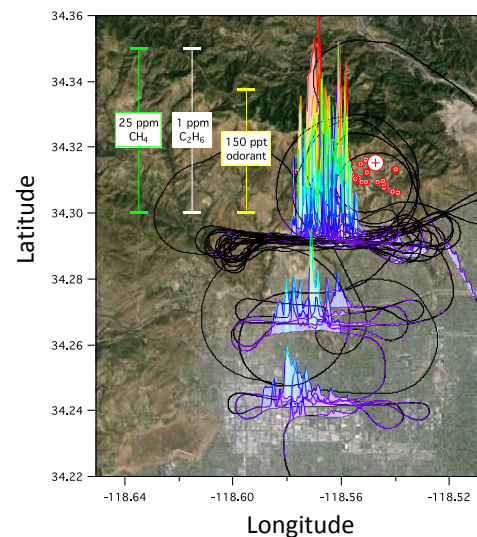 34.36
34.34
34.32
34.30
34.28
34.26
34.24
34.22
Latitude
25 ppm
CH₄
1 ppm
C₂H₆
150 ppt
odorant
-118.64
-118.60
-118.56
-118.52
Longitude